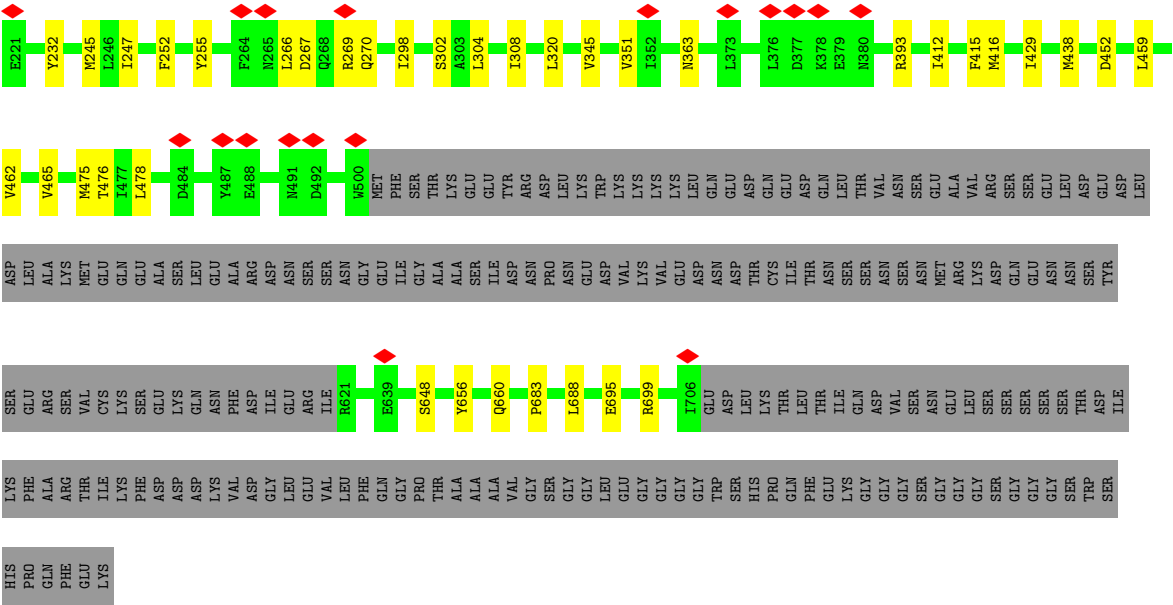 E221 Y232 M245 L246 I247 F252 Y255 F264 N265 L266 D267 Q268 R269 Q270 I298 S302 A303 L304 I308 L320 V345 V351 I352 N363 L373 L376 D377 K378 E379 N380 R393 I412 F415 M416 I429 M438 D452 L459
V462 V465 M475 T476 I477 L478 D484 Y487 E488 N491 D492 W500 MET PHE SER THR LYS GLU GLU TYR ARG ASP LEU LYS TRP LYS LYS LYS LYS LEU GLN GLU ASP GLN GLU ASP GLN LEU THR VAL ASN SER GLU ALA VAL ARG SER SER GLU LEU ASP GLU ASP LEU
ASP LEU ALA LYS MET GLU GLN GLU ALA SER LEU GLU ALA ARG ASP ASN SER SER ASN GLY GLU ILE GLY ALA ALA SER ILE ASP ASN PRO ASN GLU ASP VAL LYS VAL GLU ASP ASN ASP THR CYS ILE THR ASN SER SER ASN SER SER ASN MET ARG LYS ASP GLN GLU ASN ASN SER TYR
SER GLU ARG SER VAL CYS LYS SER GLU LYS GLN ASN PHE ASP ILE GLU ARG ILE R621 E639 S648 Y656 Q660 P683 L688 E695 R699 I706 GLU ASP LEU LYS THR LEU THR ILE GLN ASP VAL SER ASN GLU LEU SER SER SER SER SER THR ASP ILE
LYS PHE ALA ARG THR ILE LYS PHE ASP ASP ASP LYS VAL ASP GLY LEU GLU VAL LEU PHE GLN GLY PRO THR ALA ALA ALA VAL GLY SER GLY GLY LEU GLU GLY GLY GLY GLY TRP SER HIS PRO GLN PHE GLU LYS GLY GLY GLY SER GLY GLY GLY SER GLY GLY GLY SER TRP SER
HIS PRO GLN PHE GLU LYS